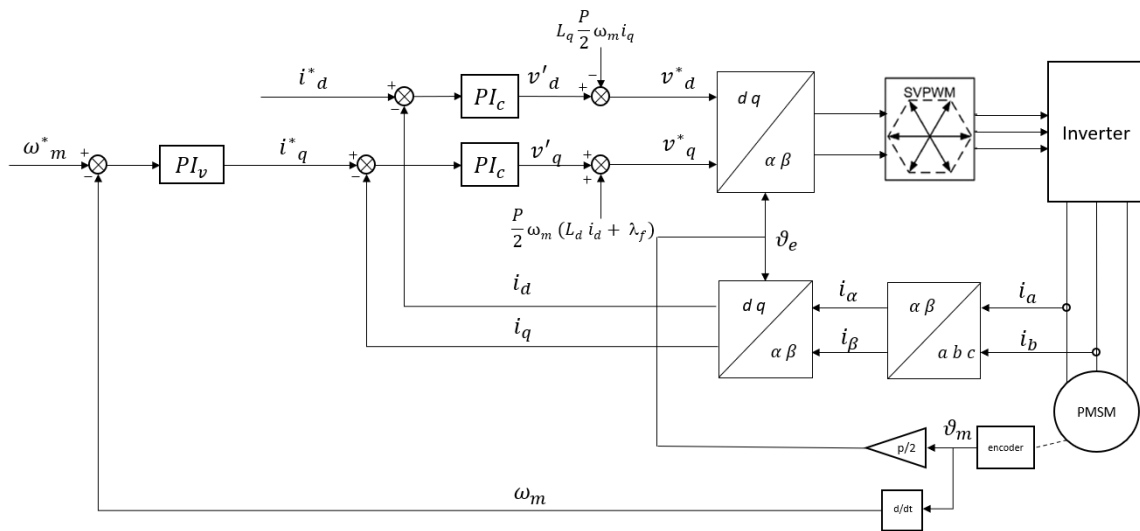 L_q P/2 ω_m i_q
i*_d
+
−
PI_c
v'_d
−
+
v*_d
d q
α β
SVPWM
Inverter
ω*_m
+
−
PI_v
i*_q
+
−
PI_c
v'_q
+
+
v*_q
P/2 ω_m (L_d i_d + λ_f)
ϑ_e
i_d
d q
i_α
α β
i_a
i_q
α β
i_β
a b c
i_b
PMSM
p/2
ϑ_m
encoder
ω_m
d/dt